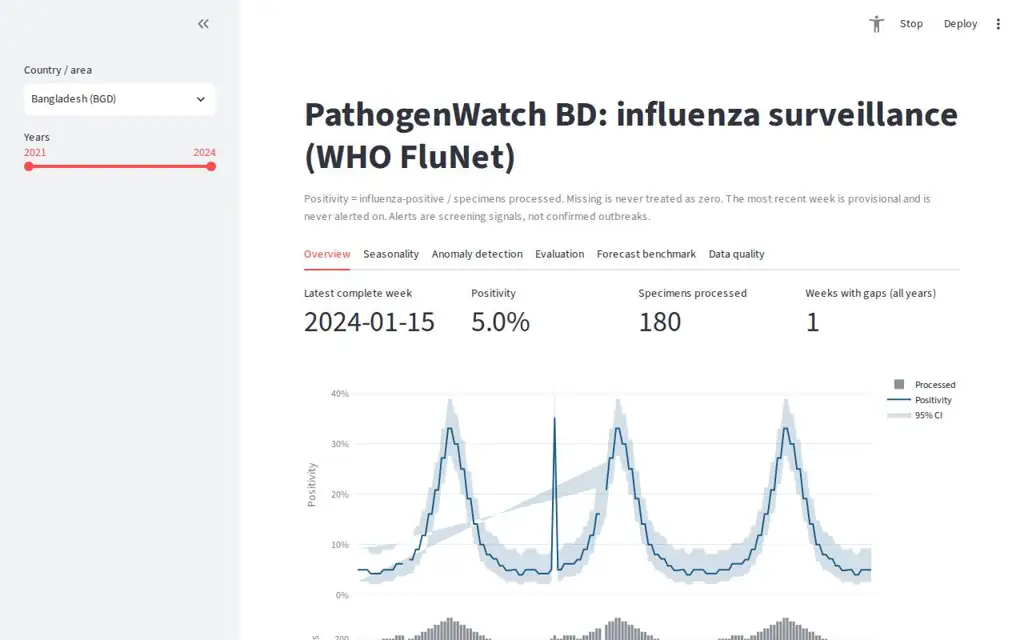 Stop Deploy
Country / area
Bangladesh (BGD)
Years
2021 2024
PathogenWatch BD: influenza surveillance
(WHO FluNet)
Positivity = influenza-positive / specimens processed. Missing is never treated as zero. The most recent week is provisional and is
never alerted on. Alerts are screening signals, not confirmed outbreaks.
Overview Seasonality Anomaly detection Evaluation Forecast benchmark Data quality
Latest complete week Positivity Specimens processed Weeks with gaps (all years)
2024-01-15 5.0% 180 1
Processed
Positivity
95% CI
40%
30%
20%
10%
0%
Positivity
200